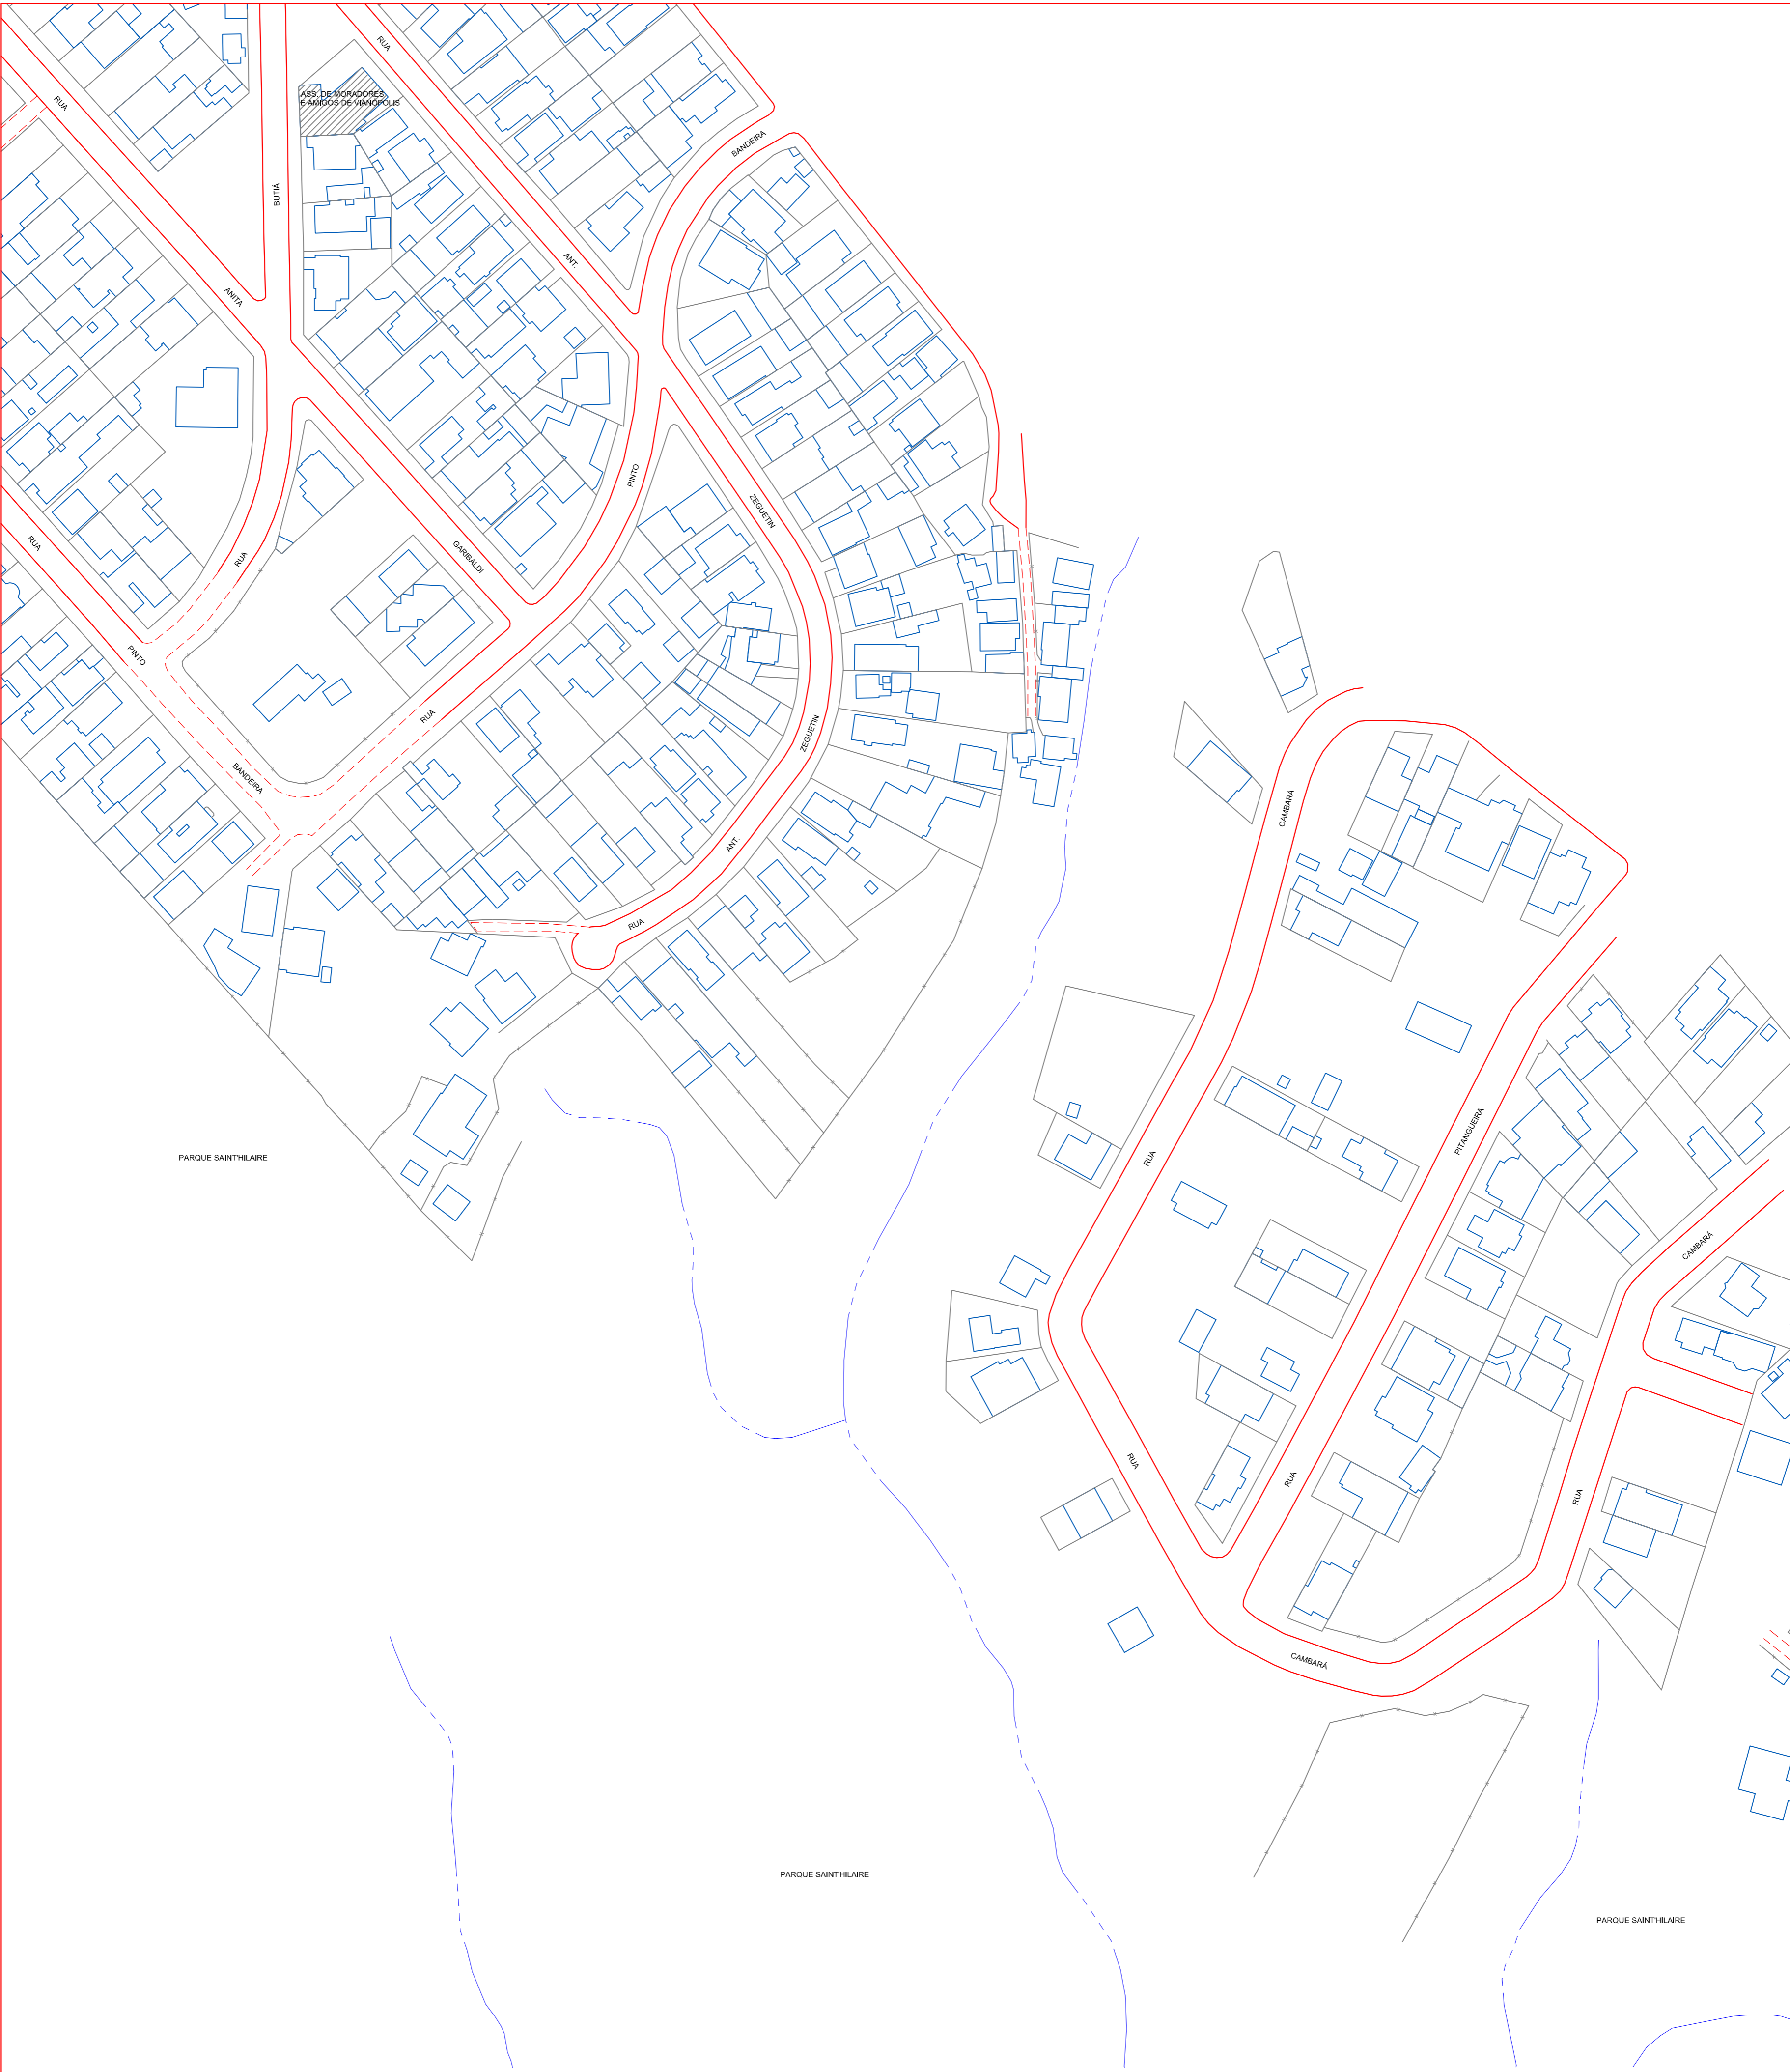 RUA
ASS. DE MORADORES
E AMIGOS DE VIANÓPOLIS
RUA
BANDEIRA
BUTIÁ
ANT.
ANITA
PINTO
ZEGUETIN
RUA
RUA
GARIBALDI
PINTO
RUA
ZEGUETIN
BANDEIRA
CAMBARÁ
ANT.
RUA
PITANGUEIRA
RUA
PARQUE SAINT'HILAIRE
CAMBARÁ
RUA
RUA
RUA
CAMBARÁ
PARQUE SAINT'HILAIRE
PARQUE SAINT'HILAIRE